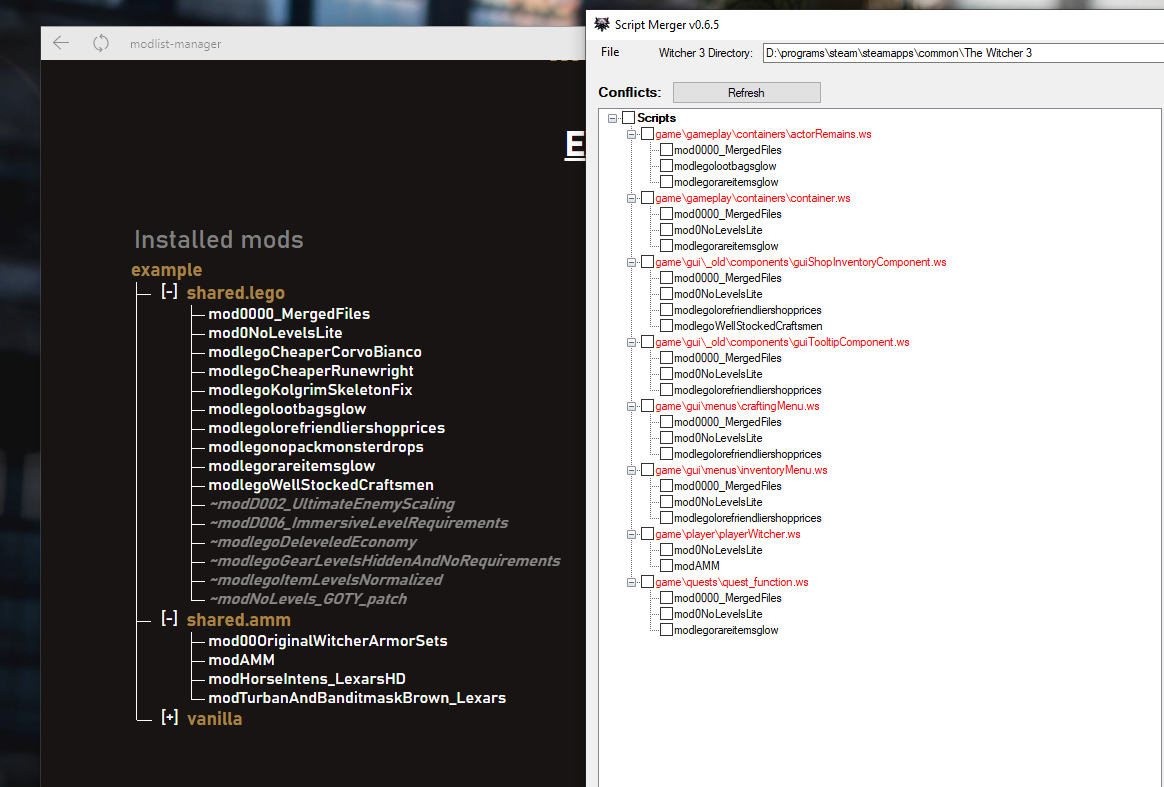 modlist-manager
E
Installed mods
example
[-] shared.lego
mod0000_MergedFiles
mod0NoLevelsLite
modlegoCheaperCorvoBianco
modlegoCheaperRunewright
modlegoKolgrimSkeletonFix
modlegolootbagsglow
modlegolorefriendliershopprices
modlegonopackmonsterdrops
modlegorareitemsglow
modlegoWellStockedCraftsmen
~modD002_UltimateEnemyScaling
~modD006_ImmersiveLevelRequirements
~modlegoDeleveledEconomy
~modlegoGearLevelsHiddenAndNoRequirements
~modlegoItemLevelsNormalized
~modNoLevels_GOTY_patch
[-] shared.amm
mod00OriginalWitcherArmorSets
modAMM
modHorseIntens_LexarsHD
modTurbanAndBanditmaskBrown_Lexars
[+] vanilla
Script Merger v0.6.5
File Witcher 3 Directory: D:\programs\steam\steamapps\common\The Witcher 3
Conflicts: Refresh
Scripts
game\gameplay\containers\actorRemains.ws
mod0000_MergedFiles
modlegolootbagsglow
modlegorareitemsglow
game\gameplay\containers\container.ws
mod0000_MergedFiles
mod0NoLevelsLite
modlegorareitemsglow
game\gui\_old\components\guiShopInventoryComponent.ws
mod0000_MergedFiles
mod0NoLevelsLite
modlegolorefriendliershopprices
modlegoWellStockedCraftsmen
game\gui\_old\components\guiTooltipComponent.ws
mod0000_MergedFiles
mod0NoLevelsLite
modlegolorefriendliershopprices
game\gui\menus\craftingMenu.ws
mod0000_MergedFiles
mod0NoLevelsLite
modlegolorefriendliershopprices
game\gui\menus\inventoryMenu.ws
mod0000_MergedFiles
mod0NoLevelsLite
modlegolorefriendliershopprices
game\player\playerWitcher.ws
mod0NoLevelsLite
modAMM
game\quests\quest_function.ws
mod0000_MergedFiles
mod0NoLevelsLite
modlegorareitemsglow